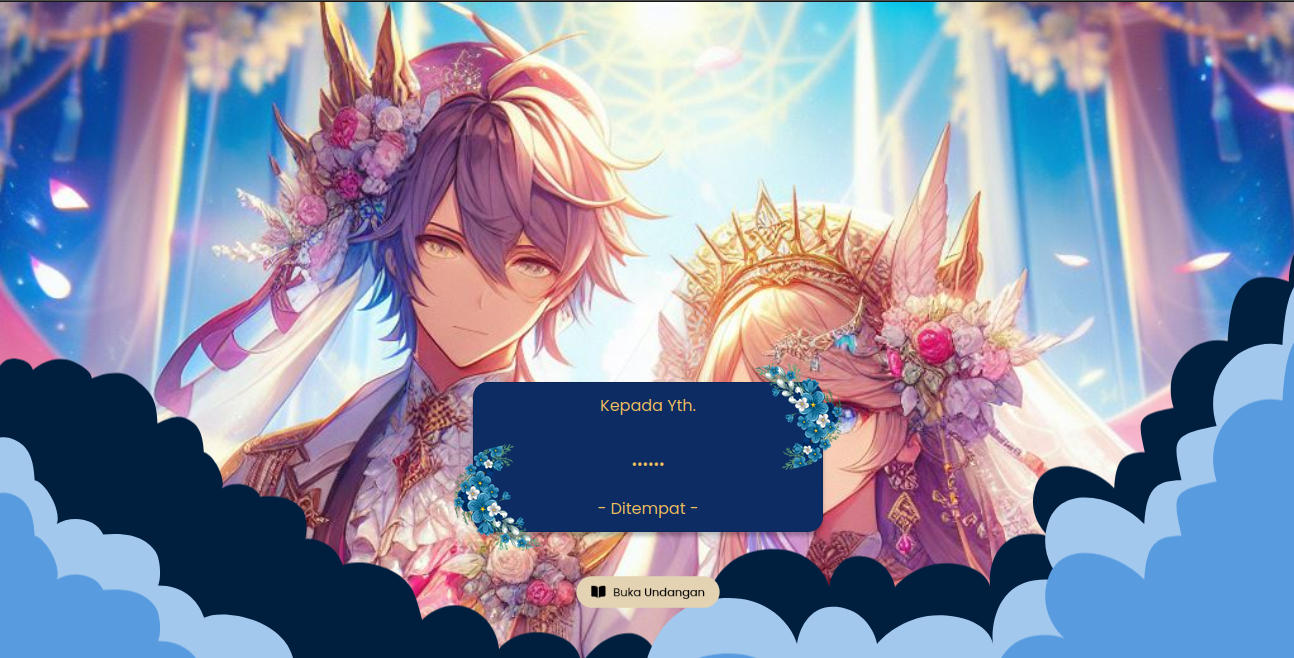 Kepada Yth.
......
- Ditempat -
Buka Undangan